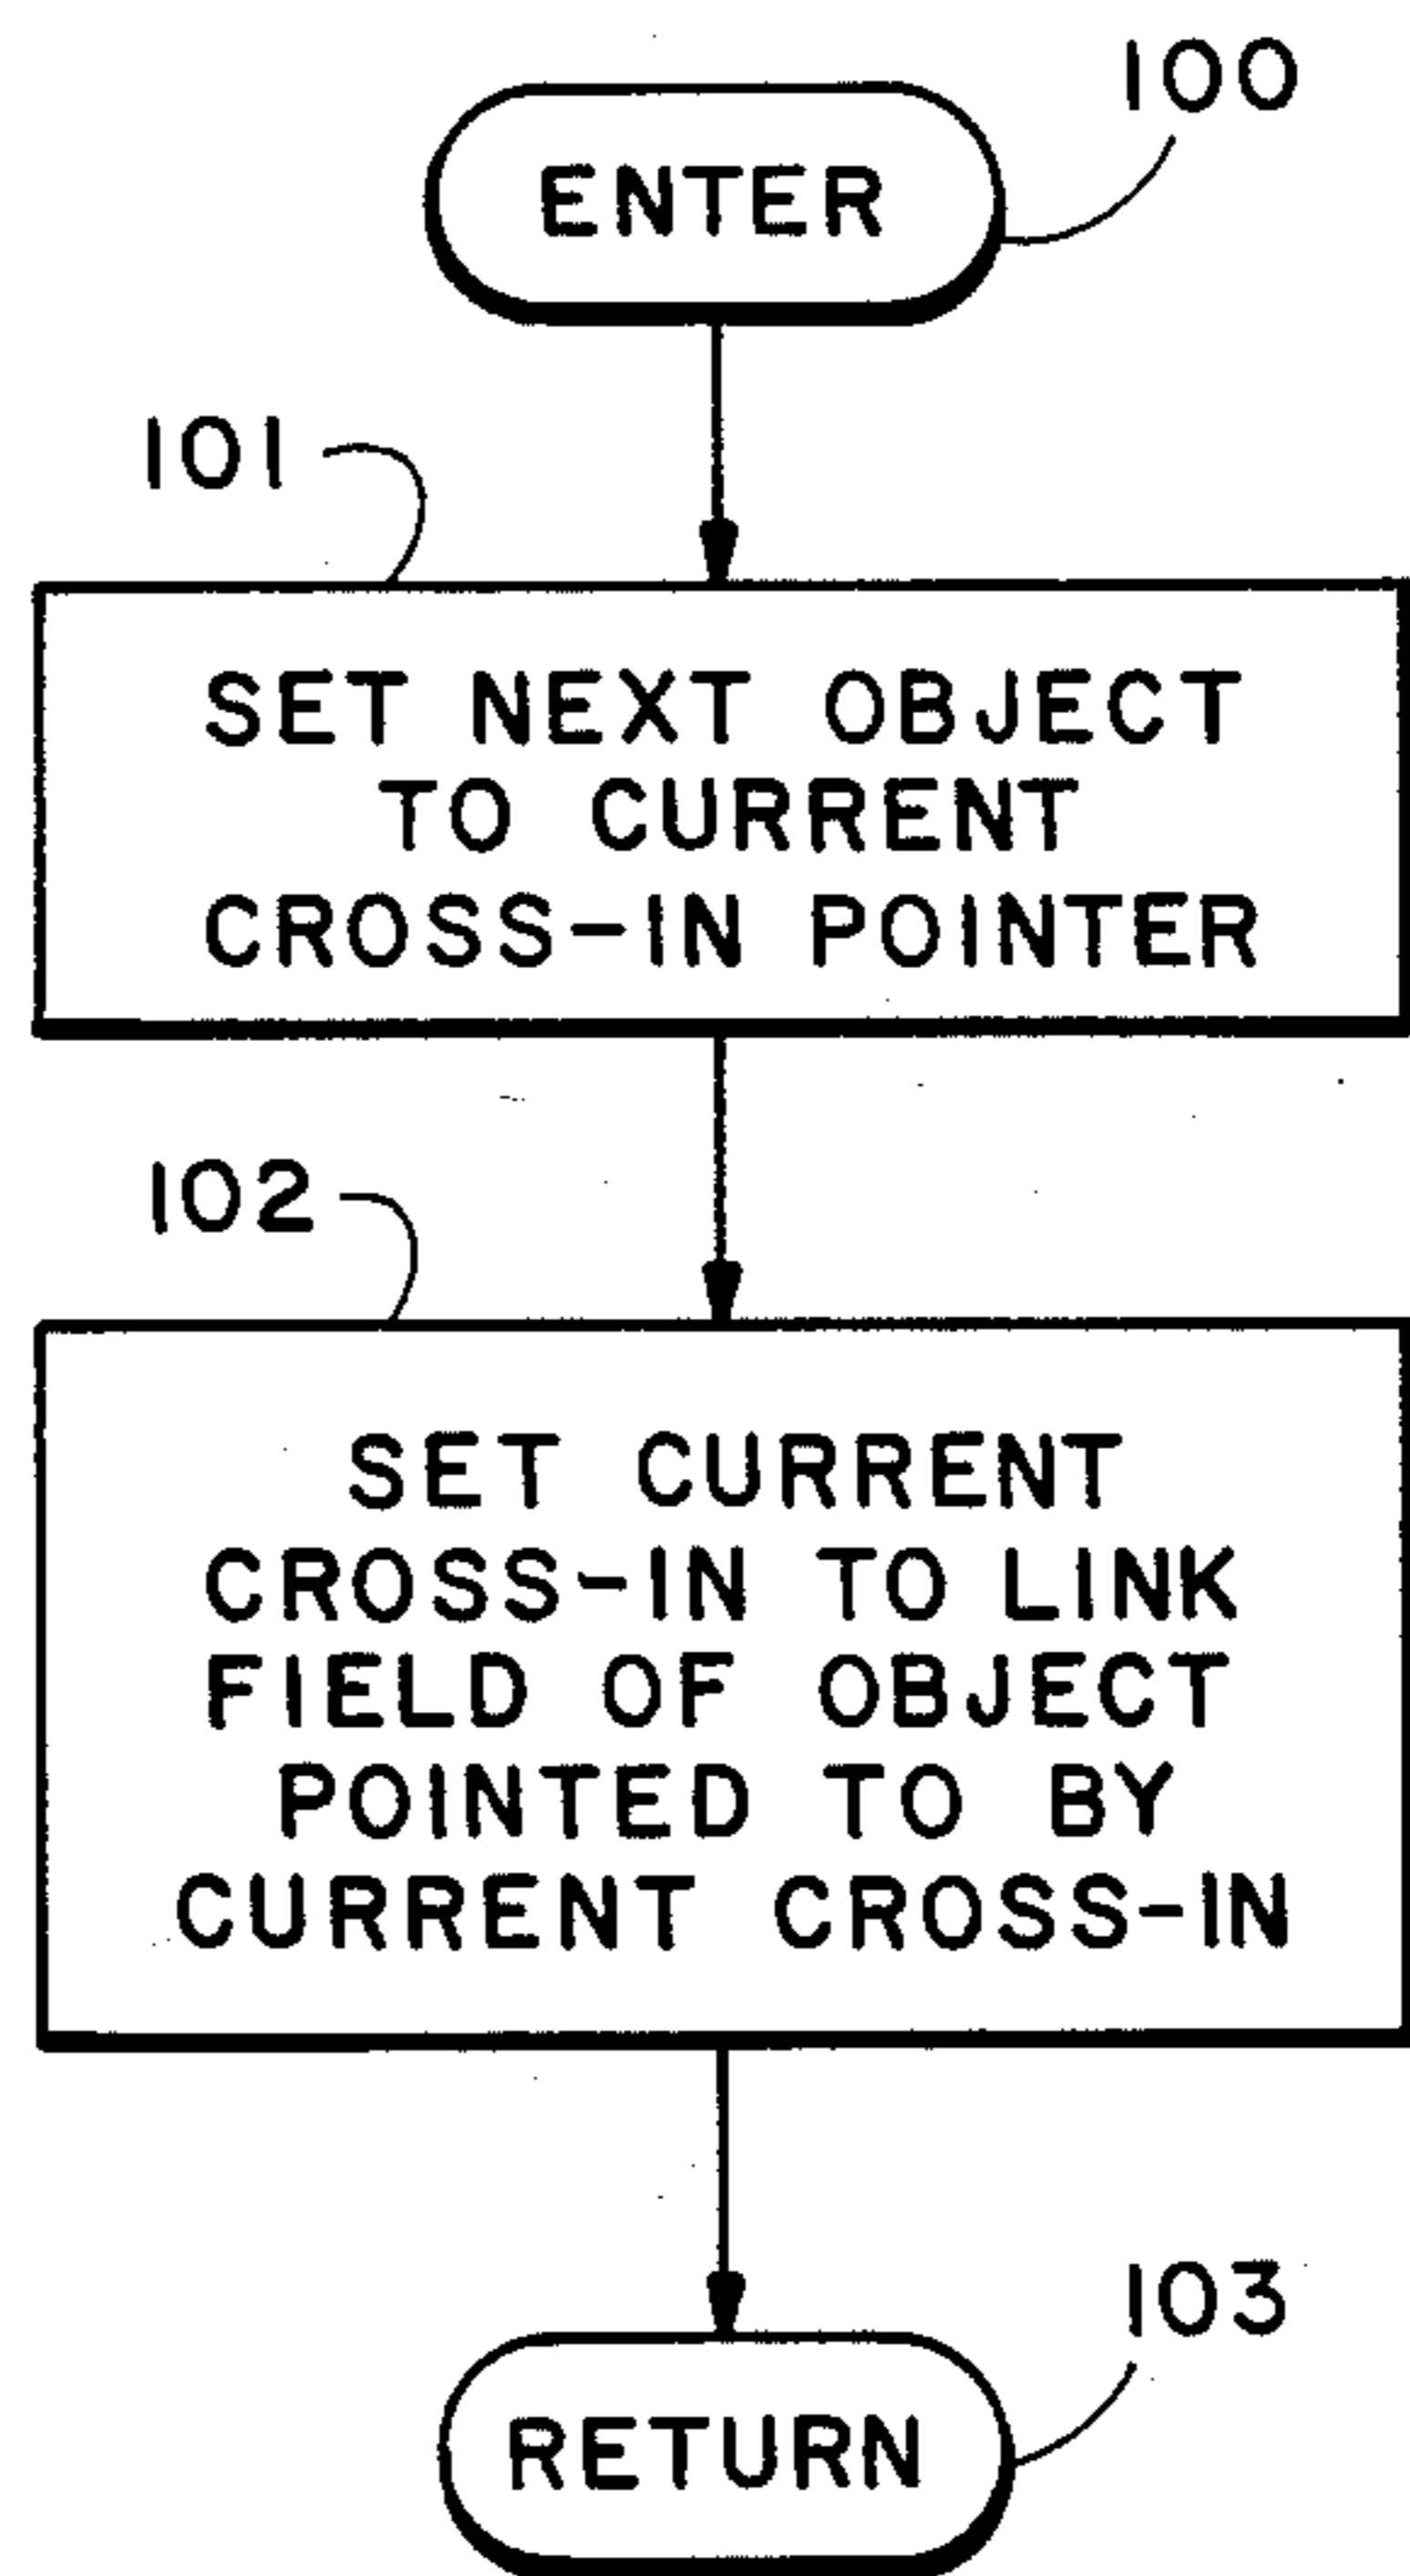 100
ENTER
101
SET NEXT OBJECT
TO CURRENT
CROSS-IN POINTER
102
SET CURRENT
CROSS-IN TO LINK
FIELD OF OBJECT
POINTED TO BY
CURRENT CROSS-IN
103
RETURN